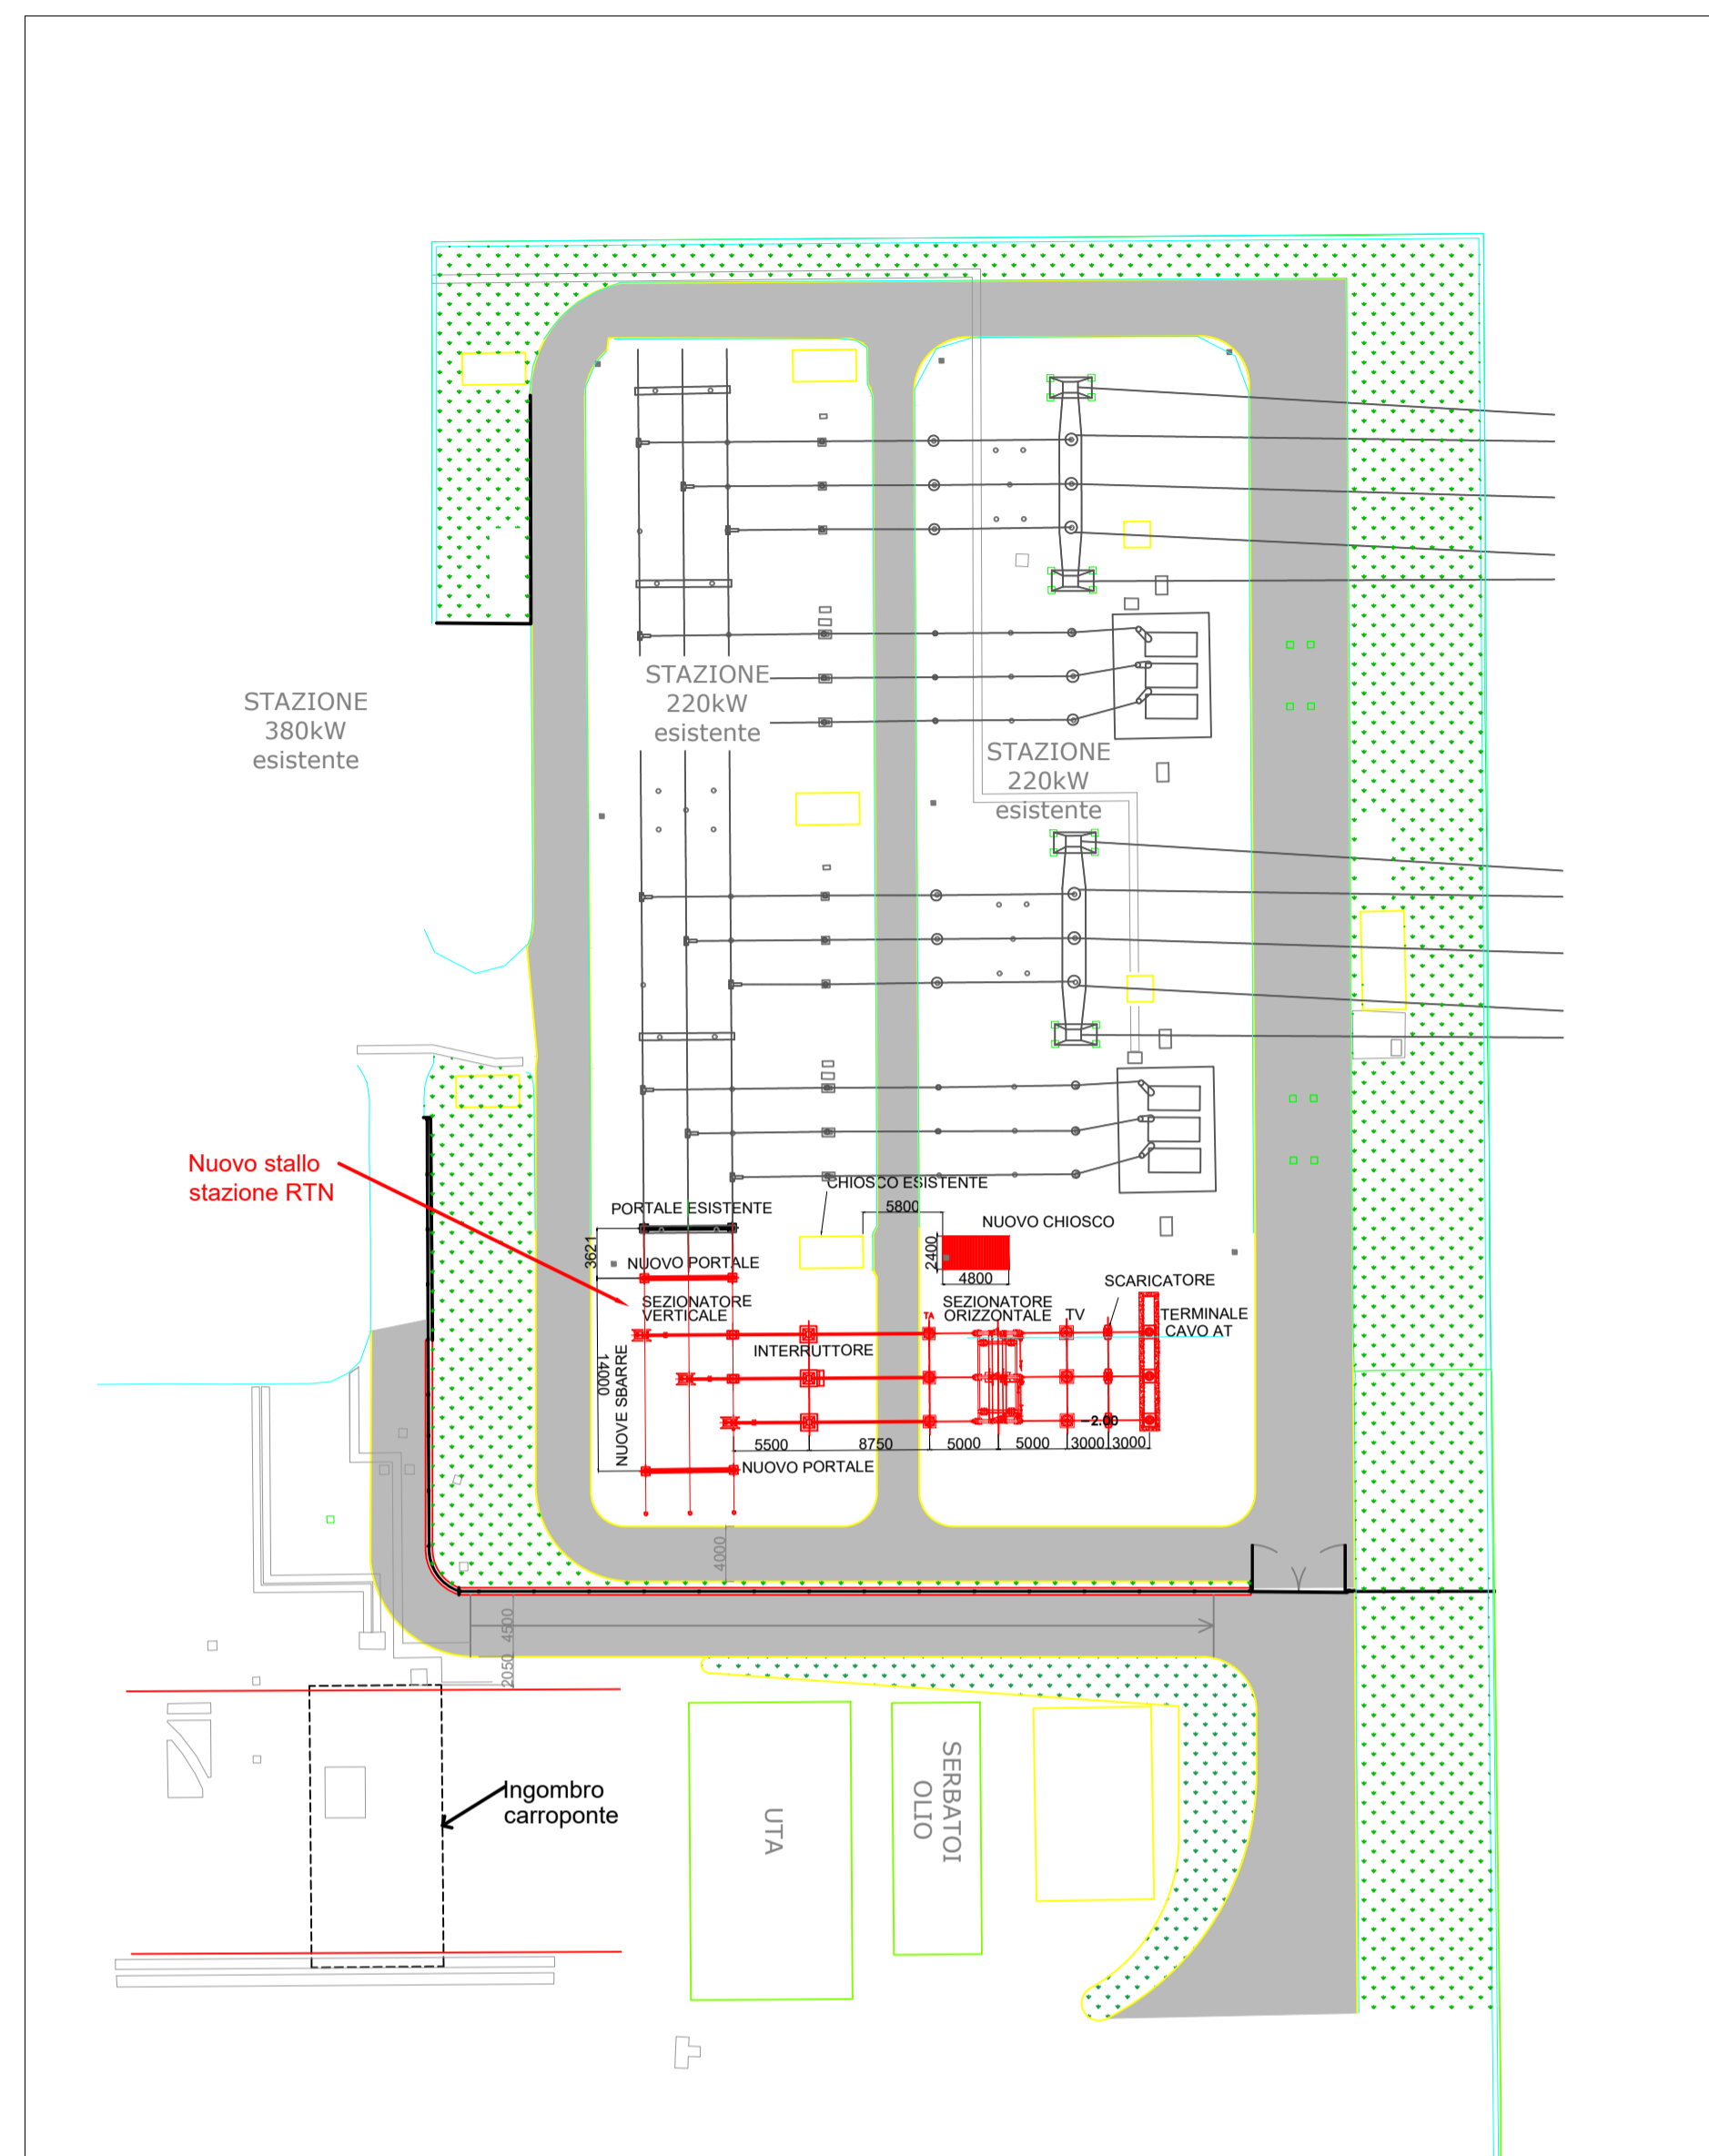 STAZIONE
380kW
esistente
STAZIONE
220kW
esistente
STAZIONE
220kW
esistente
Nuovo stallo
stazione RTN
CHIOSCO ESISTENTE
PORTALE ESISTENTE
5800
NUOVO CHIOSCO
3621
2400
NUOVO PORTALE
4800
SCARICATORE
SEZIONATORE
VERTICALE
TA
SEZIONATORE
ORIZZONTALE
TV
TERMINALE
CAVO AT
INTERRUTTORE
14000
NUOVE SBARRE
-2.00
5500
8750
5000
5000
3000
3000
NUOVO PORTALE
4000
4500
2050
Ingombro
carroponte
UTA
SERBATOI
OLIO